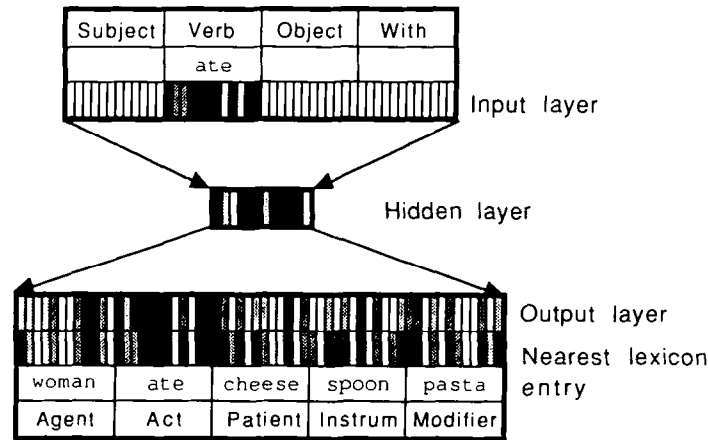 Subject Verb Object With
ate
Input layer
Hidden layer
Output layer
Nearest lexicon
entry
woman ate cheese spoon pasta
Agent Act Patient Instrum Modifier